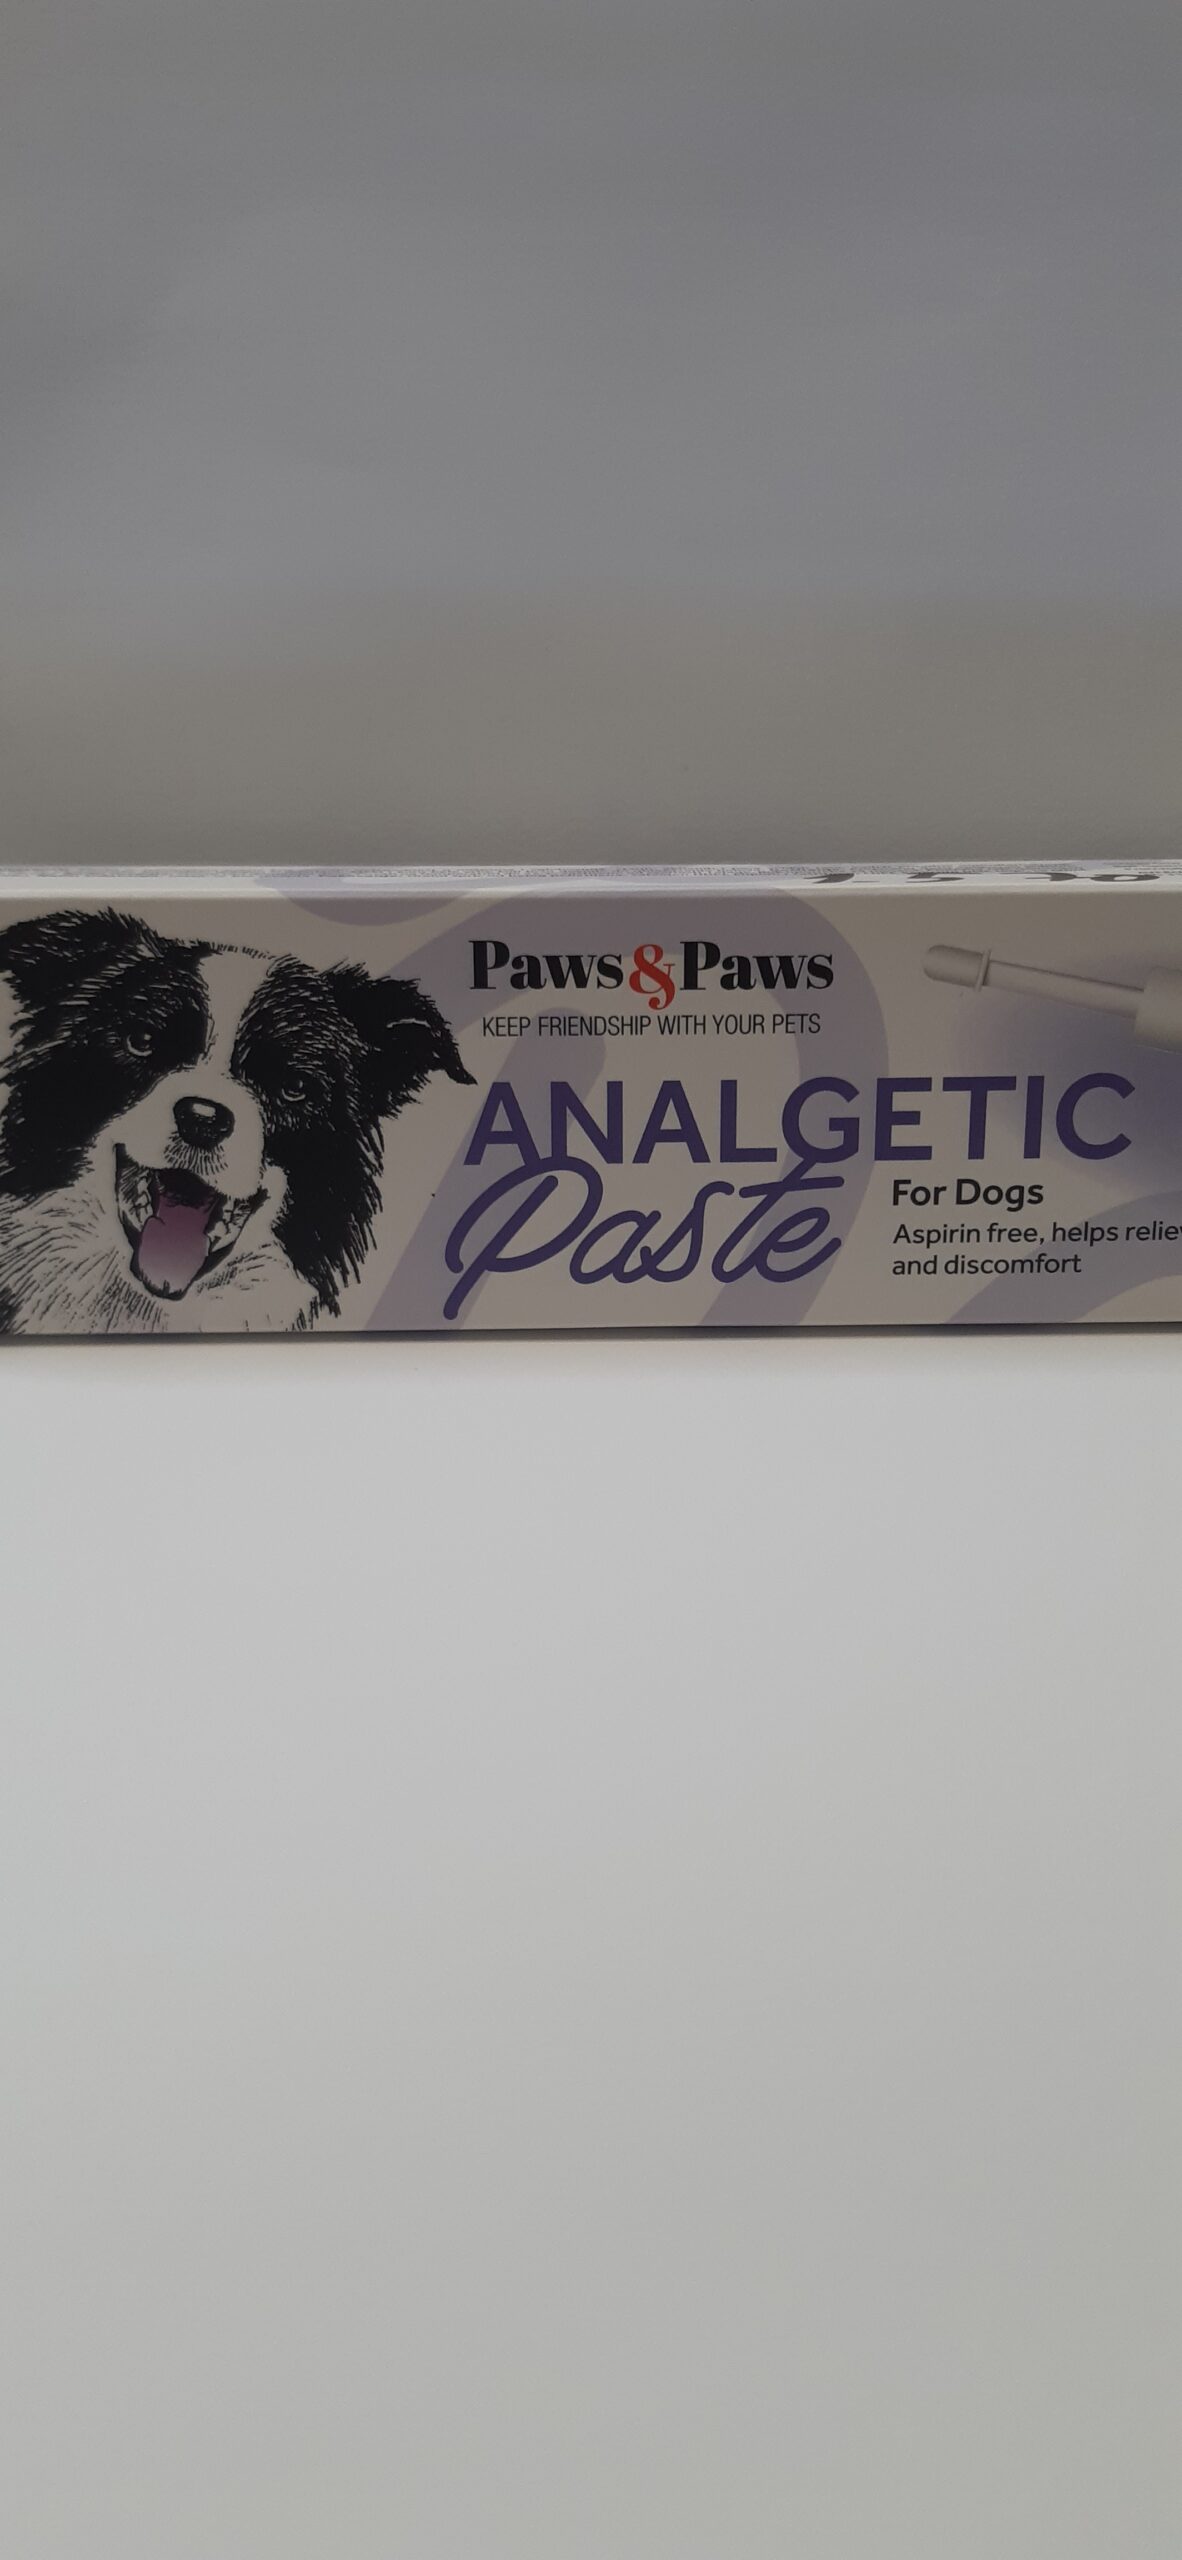 Paws&Paws
KEEP FRIENDSHIP WITH YOUR PETS
ANALGETIC
Paste
For Dogs
Aspirin free, helps
and discomfort